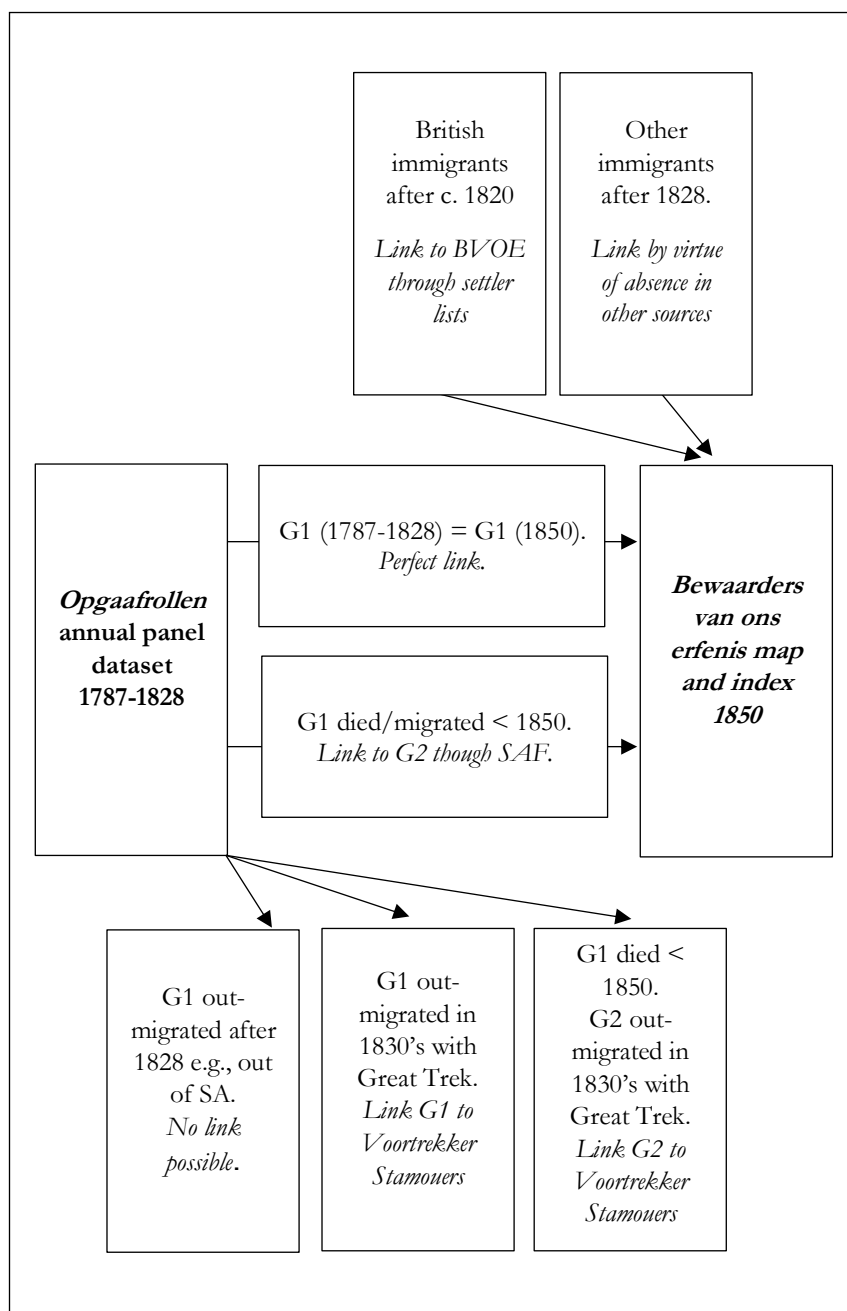 British
immigrants
after c. 1820
Link to BVOE
through settler
lists
Other
immigrants
after 1828.
Link by virtue
of absence in
other sources
Opgaafrollen
annual panel
dataset
1787-1828
G1 (1787-1828) = G1 (1850).
Perfect link.
G1 died/migrated < 1850.
Link to G2 though SAF.
Bewaarders
van ons
erfenis map
and index
1850
G1 out-
migrated after
1828 e.g., out
of SA.
No link
possible.
G1 out-
migrated in
1830's with
Great Trek.
Link G1 to
Voortrekker
Stamouers
G1 died <
1850.
G2 out-
migrated in
1830's with
Great Trek.
Link G2 to
Voortrekker
Stamouers